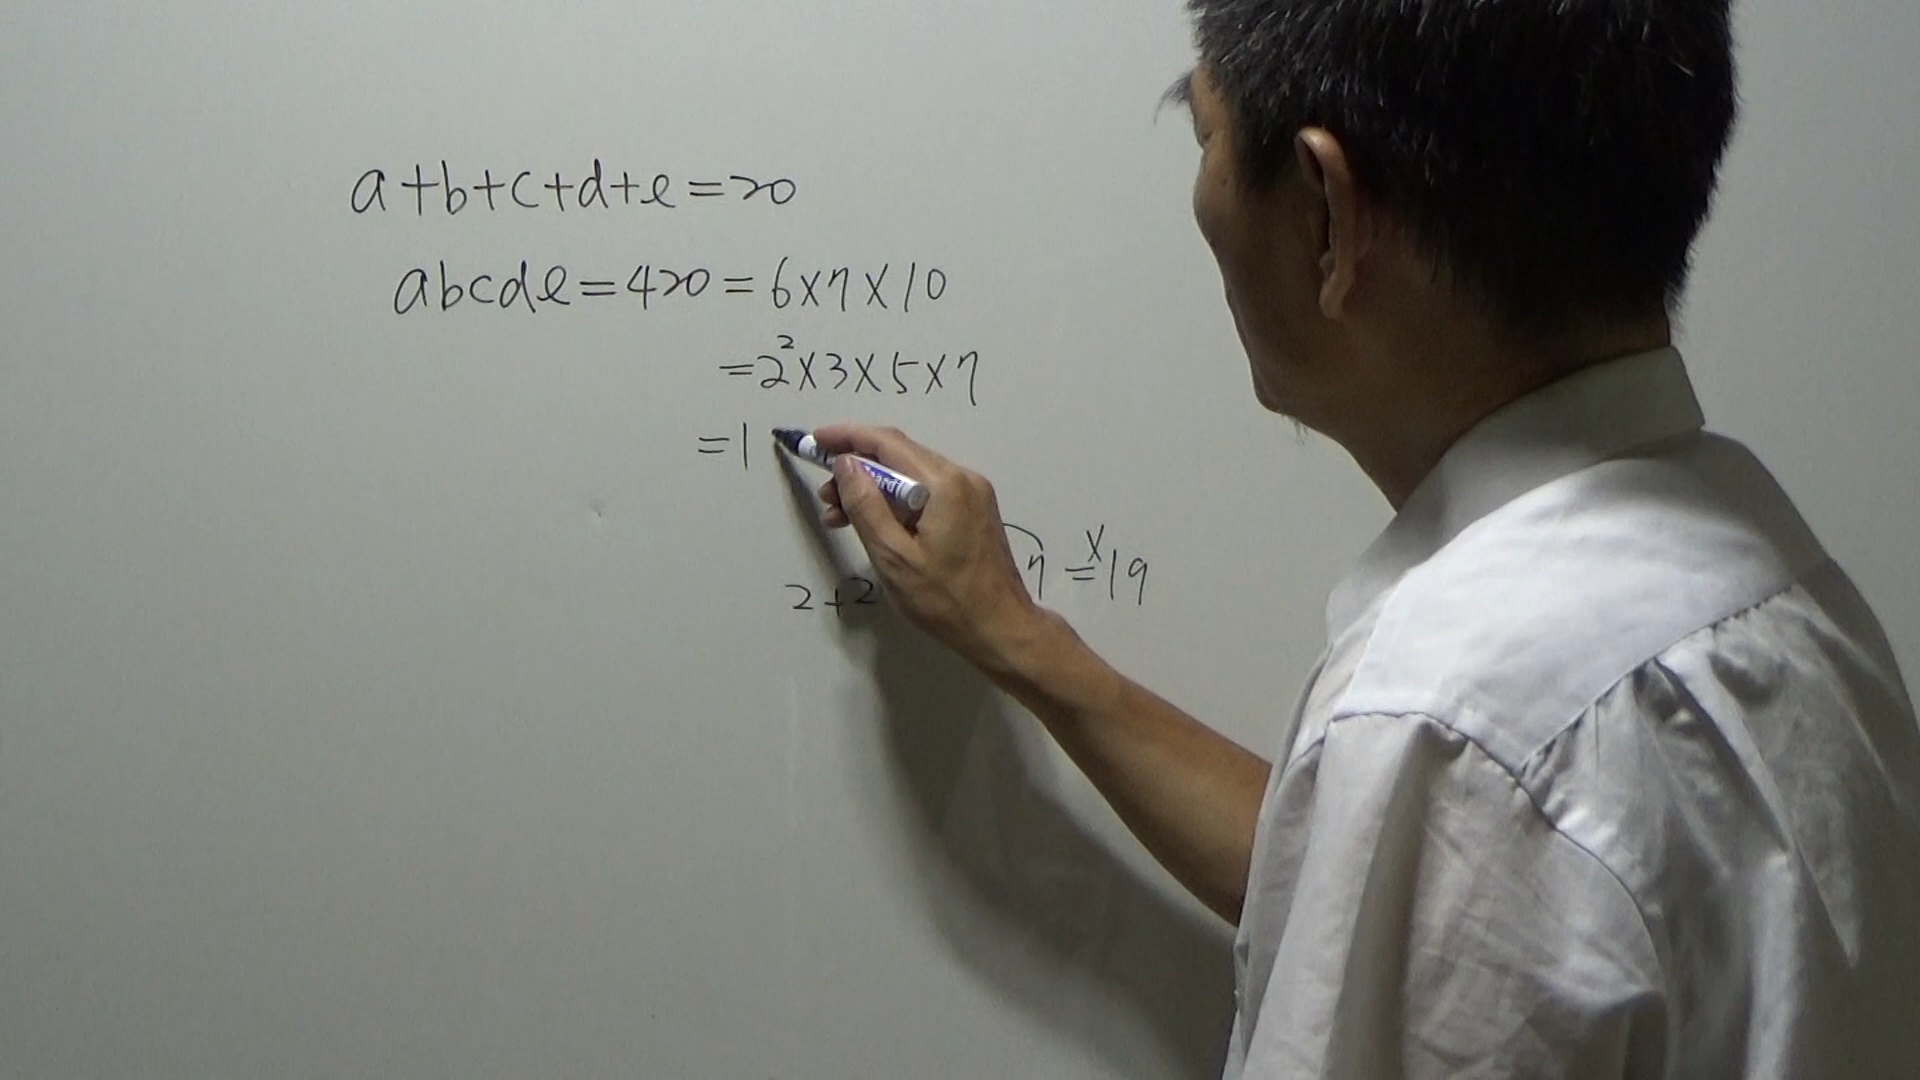 a+b+c+d+e=20
abcde=420=6×7×10
=2²×3×5×7
=1
2+2 7 =× 19